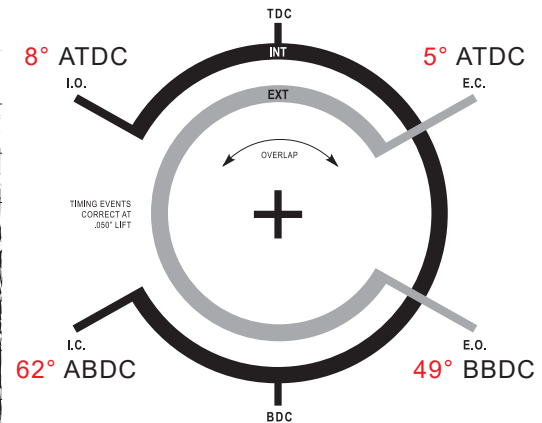 TDC
8° ATDC
INT
5° ATDC
I.O.
E.C.
EXT
OVERLAP
TIMING EVENTS
CORRECT AT
.050" LIFT
I.C.
E.O.
62° ABDC
49° BBDC
BDC